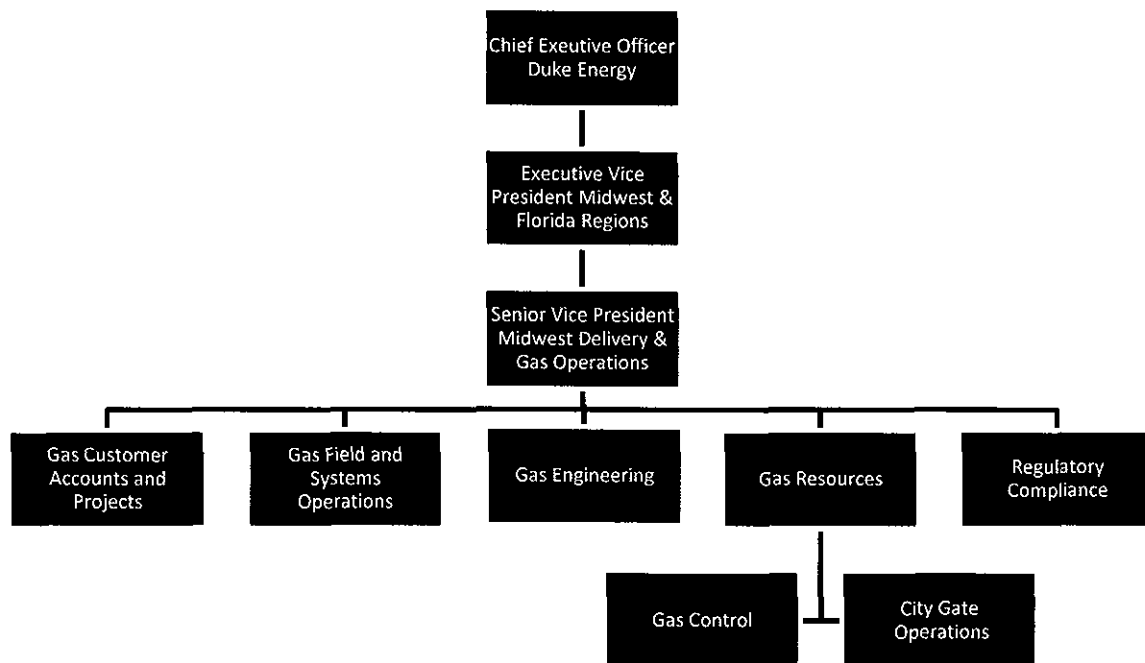 Chief Exeutive Officer
Duke Energy
Executive Vice
President Midwest &
Florida Regions
Senior Vice President
Midwest Delivery &
Gas Operations
Gas Customer
Accounts and
Projects
Gas Field and
Systems
Operations
Gas Engineering
Gas Resources
Regulatory
Compliance
Gas Control
City Gate
Operations